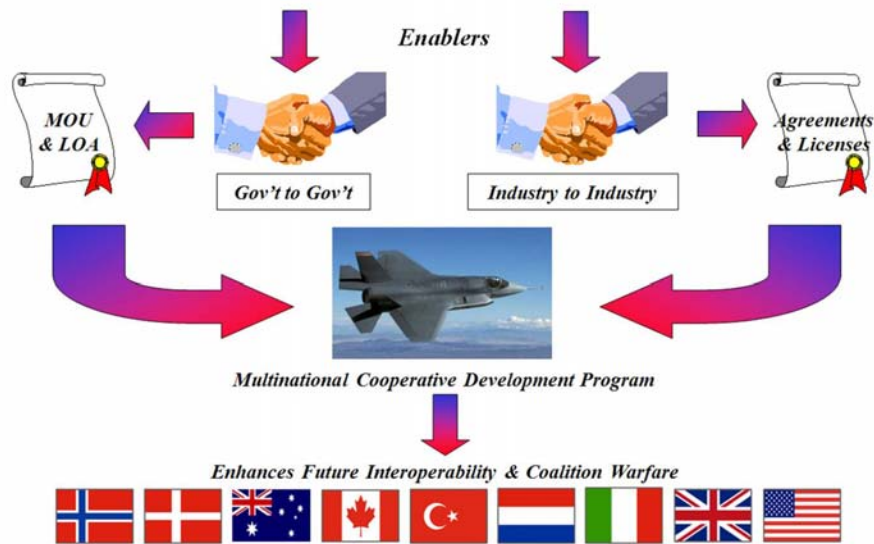 Enablers
MOU
& LOA
Agreements
& Licenses
Gov't to Gov't
Industry to Industry
Multinational Cooperative Development Program
Enhances Future Interoperability & Coalition Warfare